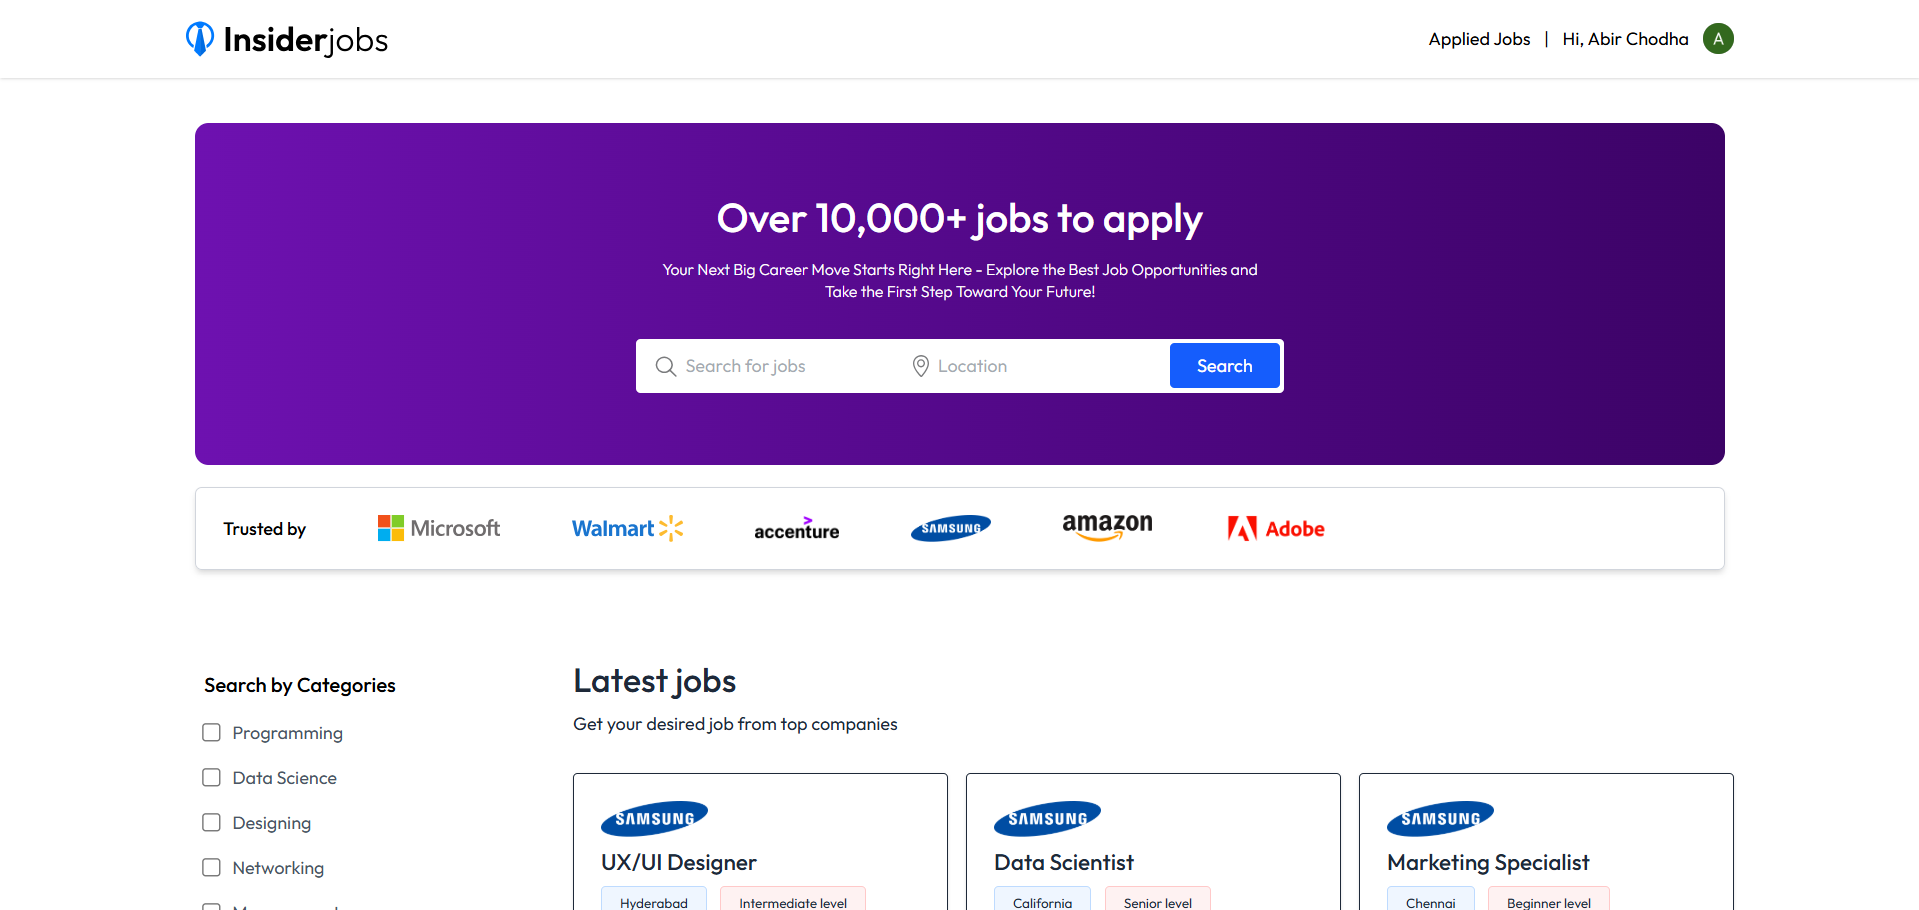 Insiderjobs
Applied Jobs | Hi, Abir Chodha A
Over 10,000+ jobs to apply
Your Next Big Career Move Starts Right Here - Explore the Best Job Opportunities and
Take the First Step Toward Your Future!
Search for jobs
Location
Search
Trusted by
Microsoft
Walmart
accenture
SAMSUNG
amazon
Adobe
Search by Categories
Programming
Data Science
Designing
Networking
Latest jobs
Get your desired job from top companies
SAMSUNG
UX/UI Designer
Hyderabad Intermediate level
SAMSUNG
Data Scientist
California Senior level
SAMSUNG
Marketing Specialist
Chennai Beginner level